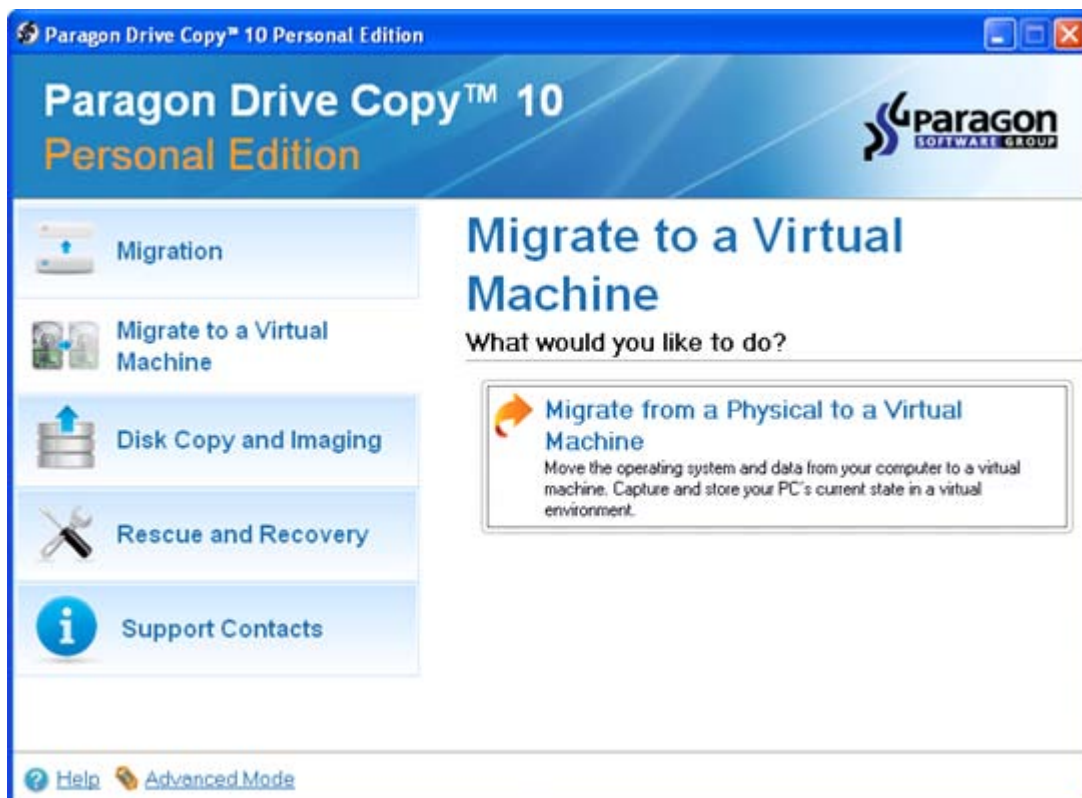 Paragon Drive Copy™ 10 Personal Edition
Paragon Drive Copy™ 10
Personal Edition
Paragon
SOFTWARE GROUP
Migration
Migrate to a Virtual
Machine
Disk Copy and Imaging
Rescue and Recovery
Support Contacts
Migrate to a Virtual
Machine
What would you like to do?
Migrate from a Physical to a Virtual
Machine
Move the operating system and data from your computer to a virtual
machine. Capture and store your PC's current state in a virtual
environment.
Help
Advanced Mode